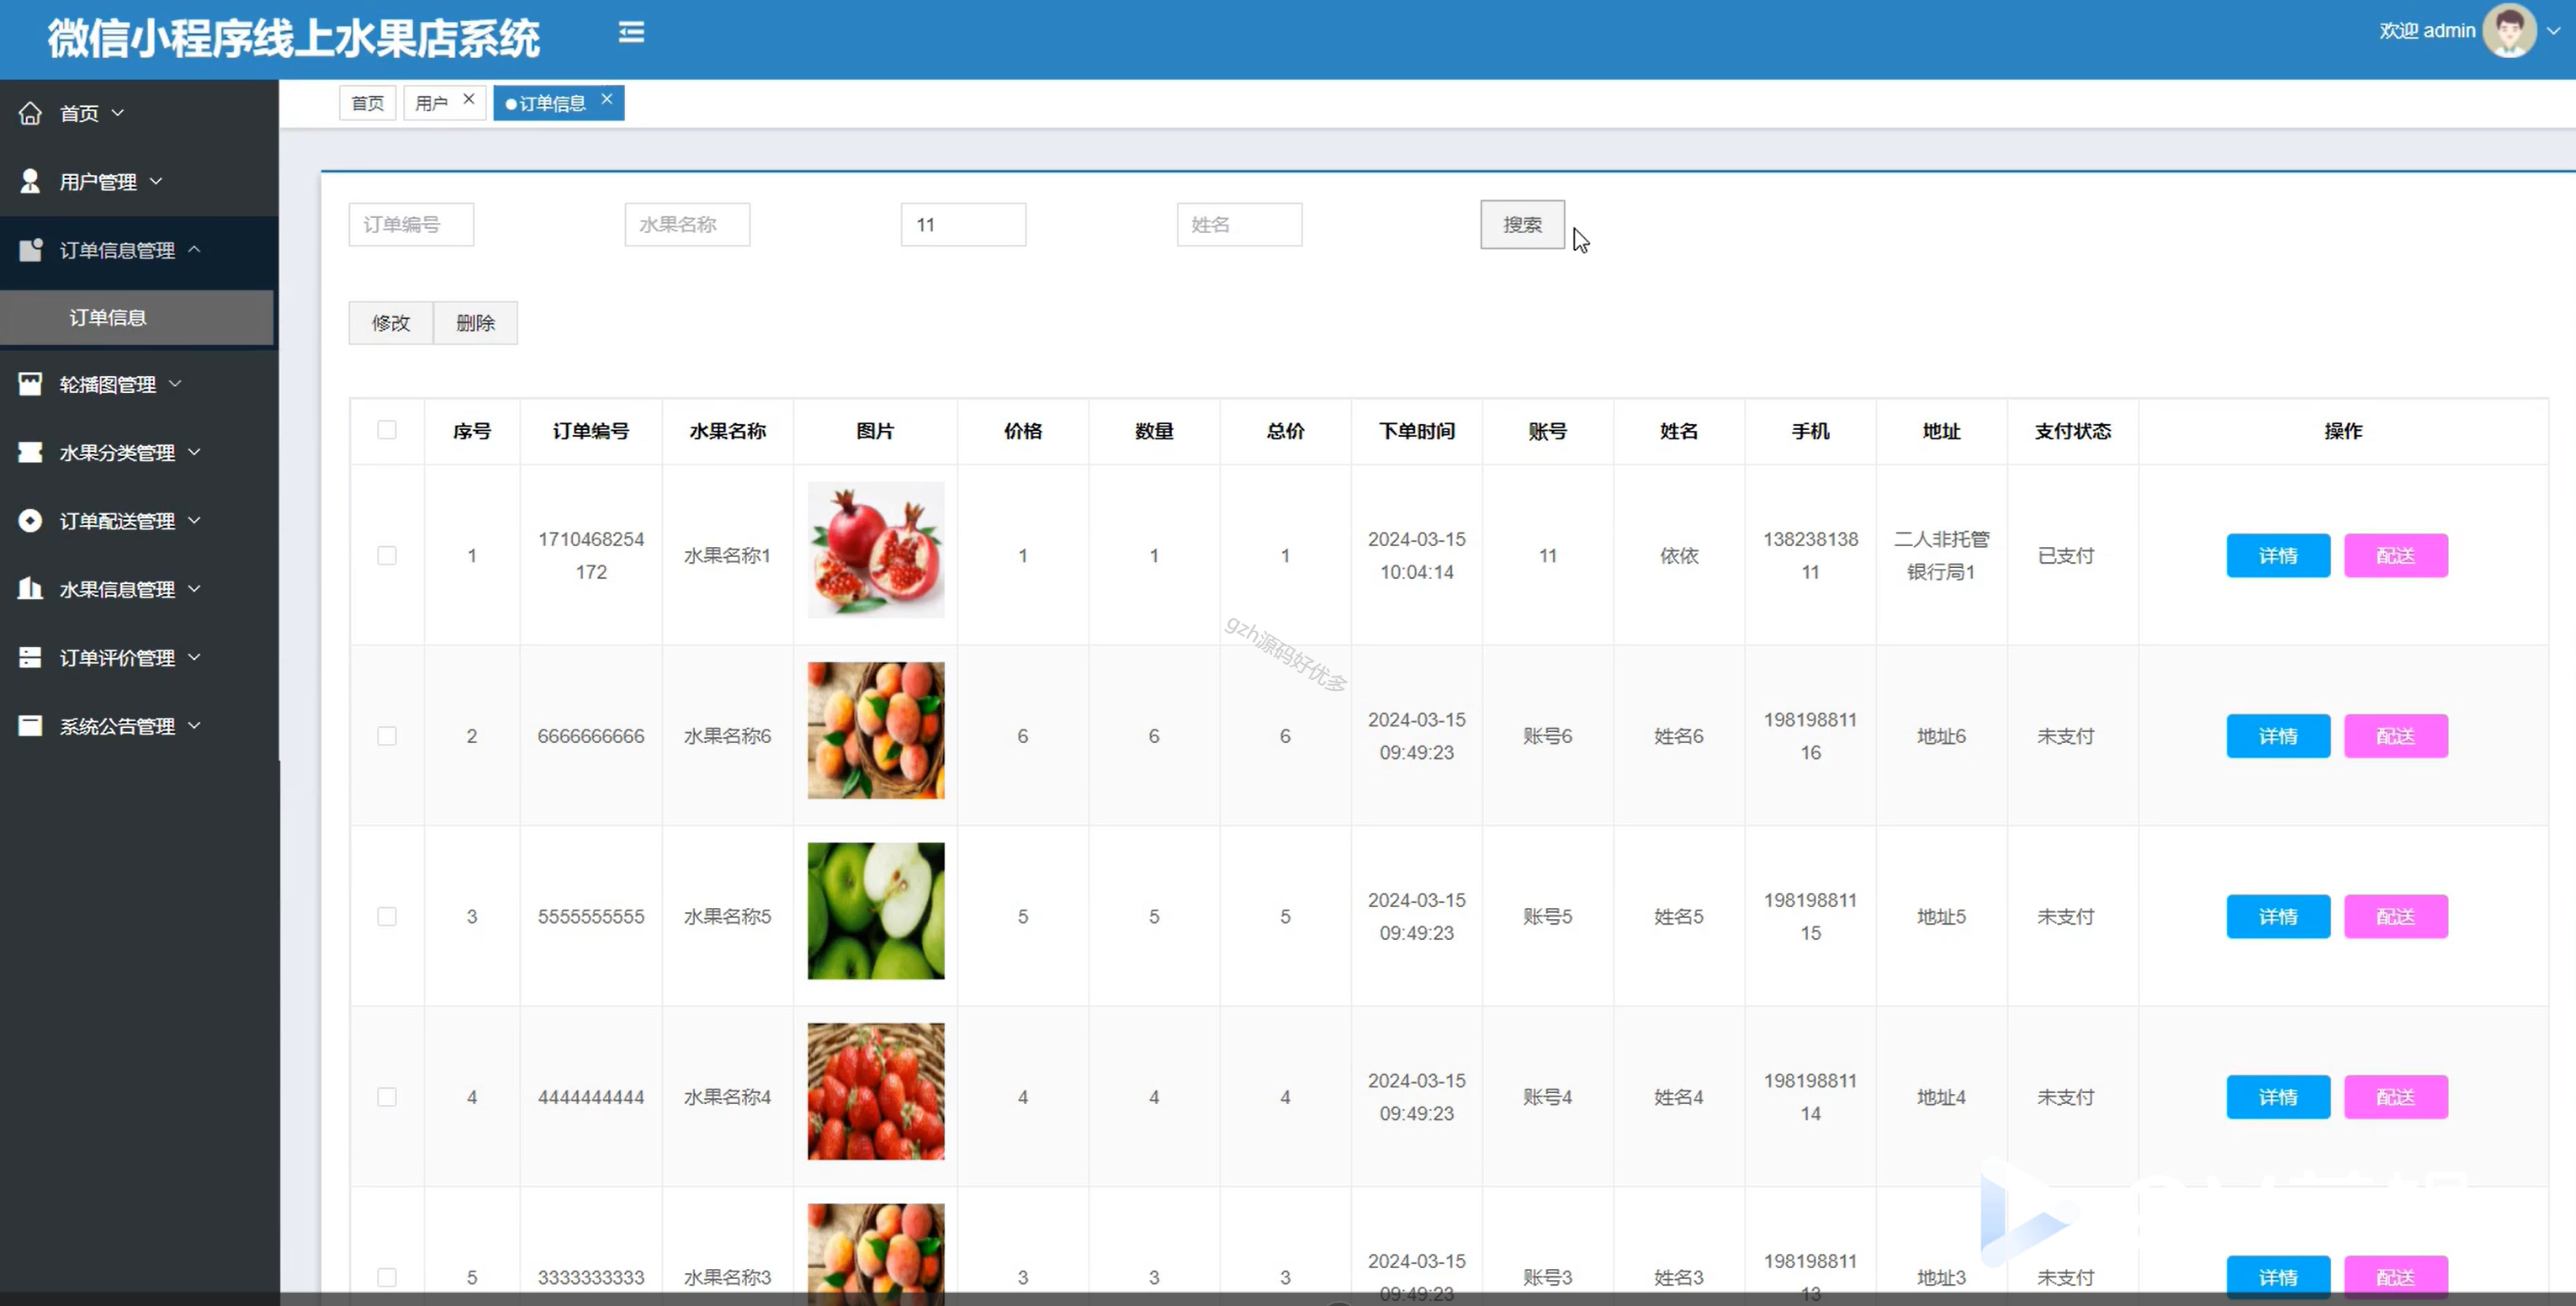 微信小程序线上水果店系统
欢迎 admin
首页
用户管理
订单信息管理
订单信息
轮播图管理
水果分类管理
订单配送管理
水果信息管理
订单评价管理
系统公告管理
首页 用户 订单信息
订单编号 水果名称 11 姓名 搜索
修改 删除
序号 订单编号 水果名称 图片 价格 数量 总价 下单时间 账号 姓名 手机 地址 支付状态 操作
1 1710468254 水果名称1 1 1 1 2024-03-15 11 依依 138238138 二人非托管 已支付 详情 配送
172 10:04:14 11 银行局1
gzh源码好优多
2 6666666666 水果名称6 6 6 6 2024-03-15 账号6 姓名6 198198811 地址6 未支付 详情 配送
09:49:23 16
3 5555555555 水果名称5 5 5 5 2024-03-15 账号5 姓名5 198198811 地址5 未支付 详情 配送
09:49:23 15
4 4444444444 水果名称4 4 4 4 2024-03-15 账号4 姓名4 198198811 地址4 未支付 详情 配送
09:49:23 14
5 3333333333 水果名称3 3 3 3 2024-03-15 账号3 姓名3 198198811 地址3 未支付 详情 配送
09:49:23 13